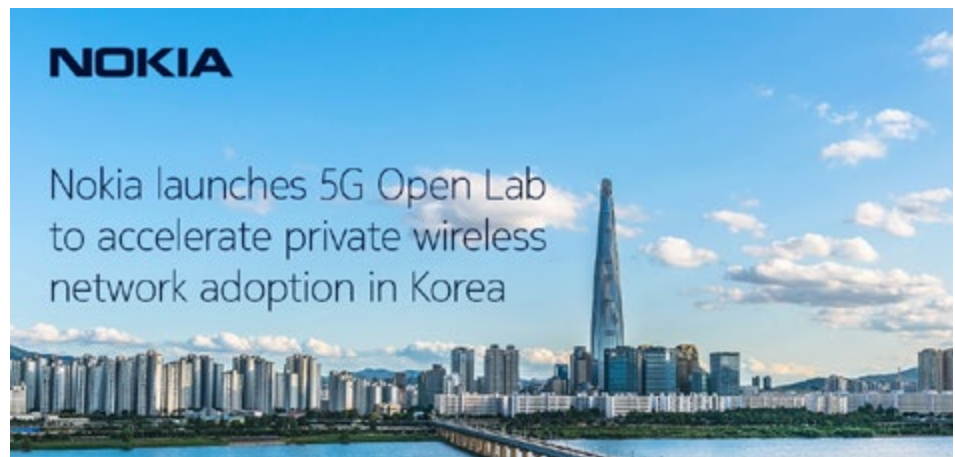 NOKIA
Nokia launches 5G Open Lab
to accelerate private wireless
network adoption in Korea